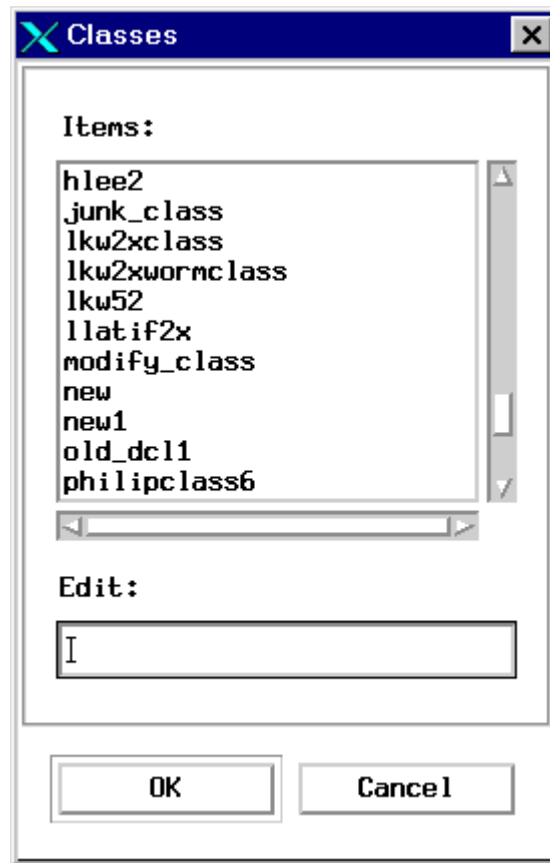 Classes
Items:
hlee2
junk_class
lkw2xclass
lkw2xwormclass
lkw52
llatif2x
modify_class
new
new1
old_dcl1
philipclass6
Edit:
OK
Cancel